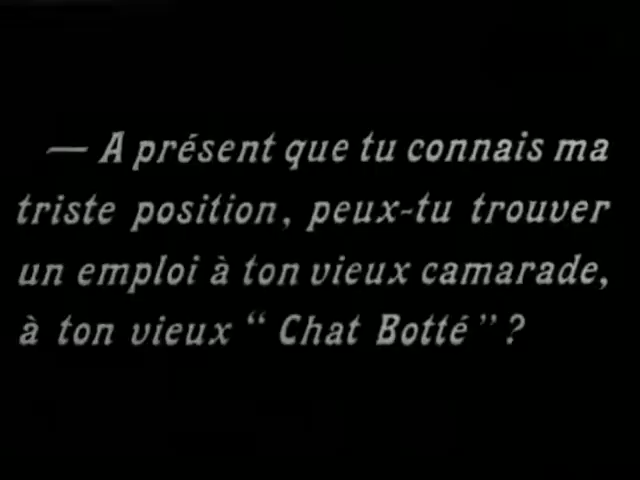 — A présent que tu connais ma
triste position, peux-tu trouver
un emploi à ton vieux camarade,
à ton vieux “ Chat Botté ” ?